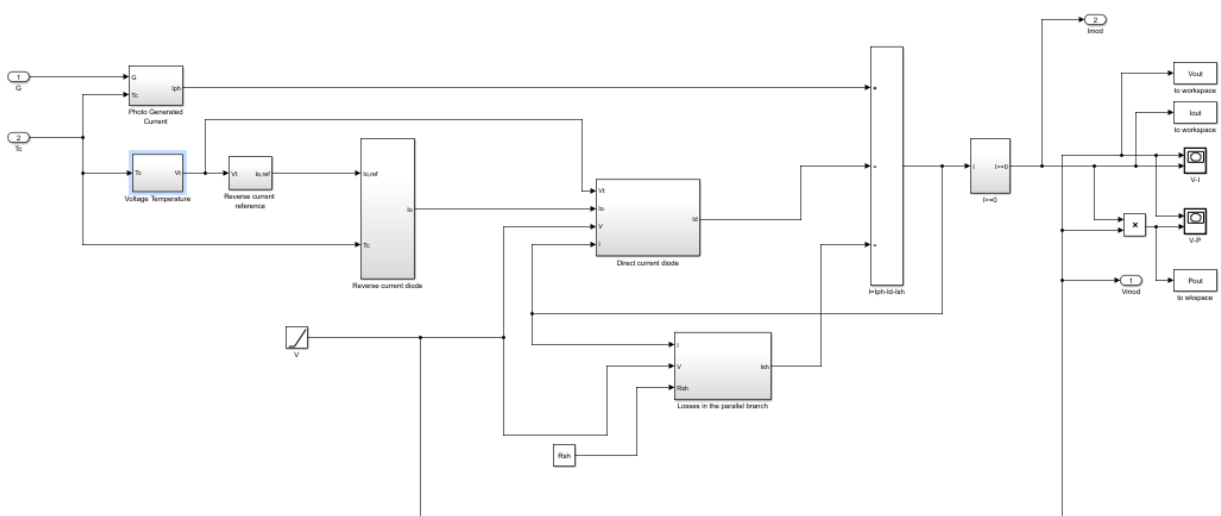 2
Imod
1
G
G
Tc
Iph
Photo Generated
Current
Vout
to workspace
Iout
to workspace
2
Tc
Tc
Vt
Voltage Temperature
Vt
Io,ref
Reverse current
reference
Io,ref
Io
Tc
Reverse current diode
Vt
Io
V
I
Id
Direct current diode
+
-
-
I=Iph-Id-Ish
I
I>=0
I>=0
V-I
×
V-P
1
Vmod
Pout
to wkspace
V
I
V
Rsh
Ish
Losses in the parallel branch
Rsh